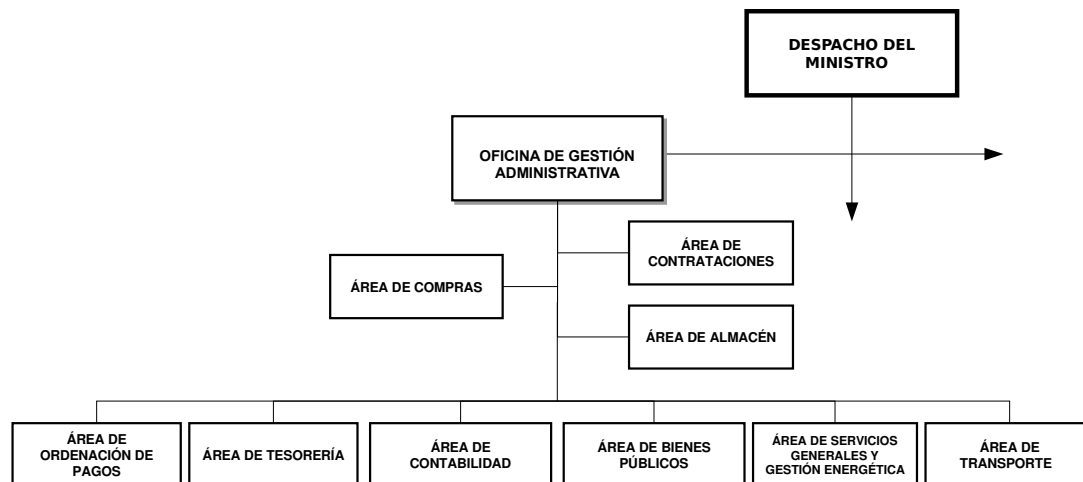 DESPACHO DEL
MINISTRO
OFICINA DE GESTIÓN
ADMINISTRATIVA
ÁREA DE
CONTRATACIONES
ÁREA DE COMPRAS
ÁREA DE ALMACÉN
ÁREA DE
ORDENACIÓN DE
PAGOS
ÁREA DE TESORERÍA
ÁREA DE
CONTABILIDAD
ÁREA DE BIENES
PÚBLICOS
ÁREA DE SERVICIOS
GENERALES Y
GESTIÓN ENERGÉTICA
ÁREA DE
TRANSPORTE